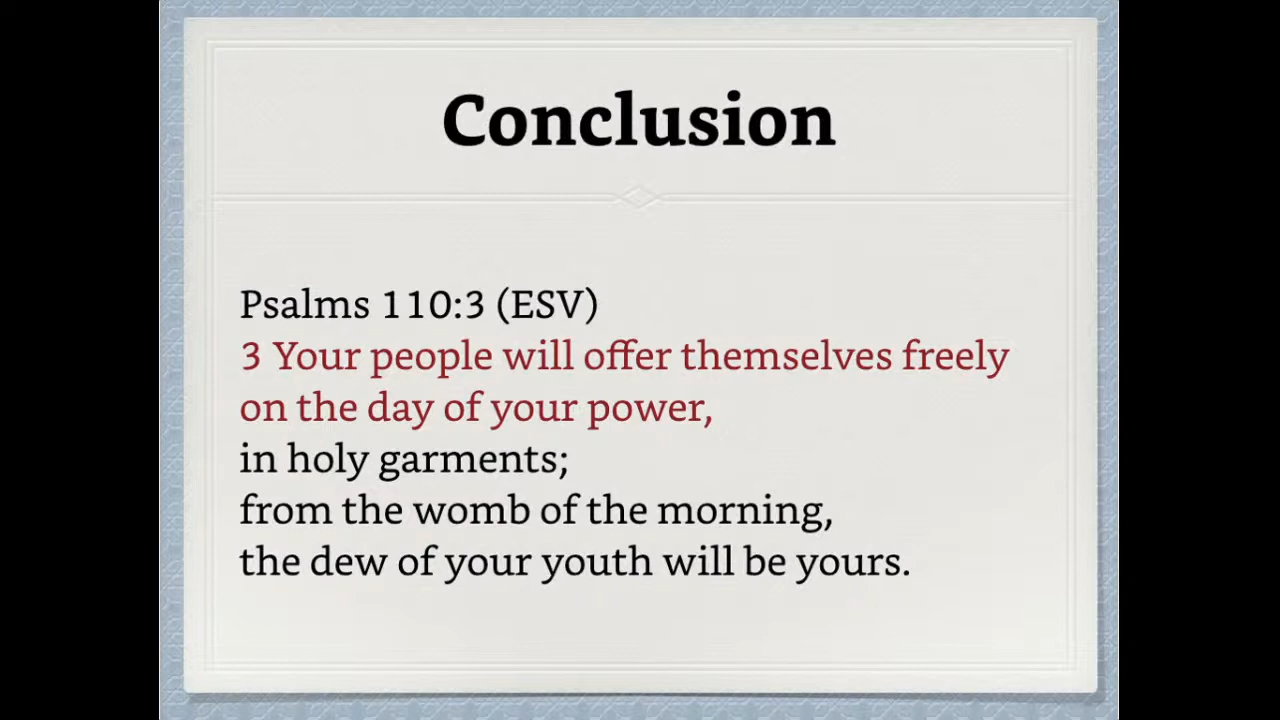 Conclusion
Psalms 110:3 (ESV)
3 Your people will offer themselves freely
on the day of your power,
in holy garments;
from the womb of the morning,
the dew of your youth will be yours.